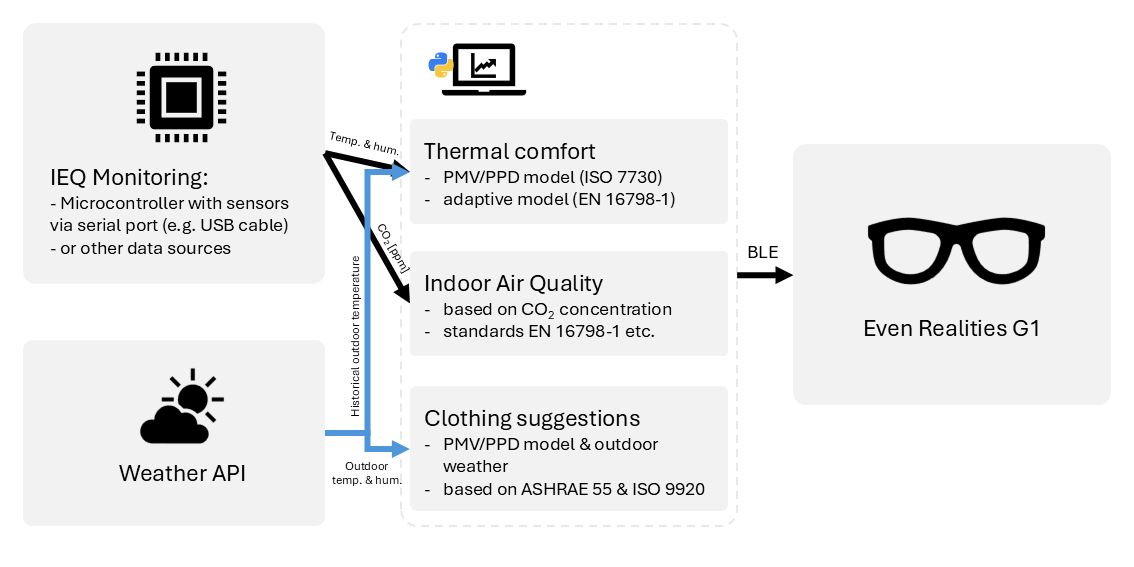 IEQ Monitoring:
- Microcontroller with sensors
via serial port (e.g. USB cable)
- or other data sources
Weather API
Temp. & hum.
CO₂ [ppm]
Historical outdoor temperature
Outdoor
temp. & hum.
Thermal comfort
- PMV/PPD model (ISO 7730)
- adaptive model (EN 16798-1)
Indoor Air Quality
- based on CO₂ concentration
- standards EN 16798-1 etc.
Clothing suggestions
- PMV/PPD model & outdoor
weather
- based on ASHRAE 55 & ISO 9920
BLE
Even Realities G1